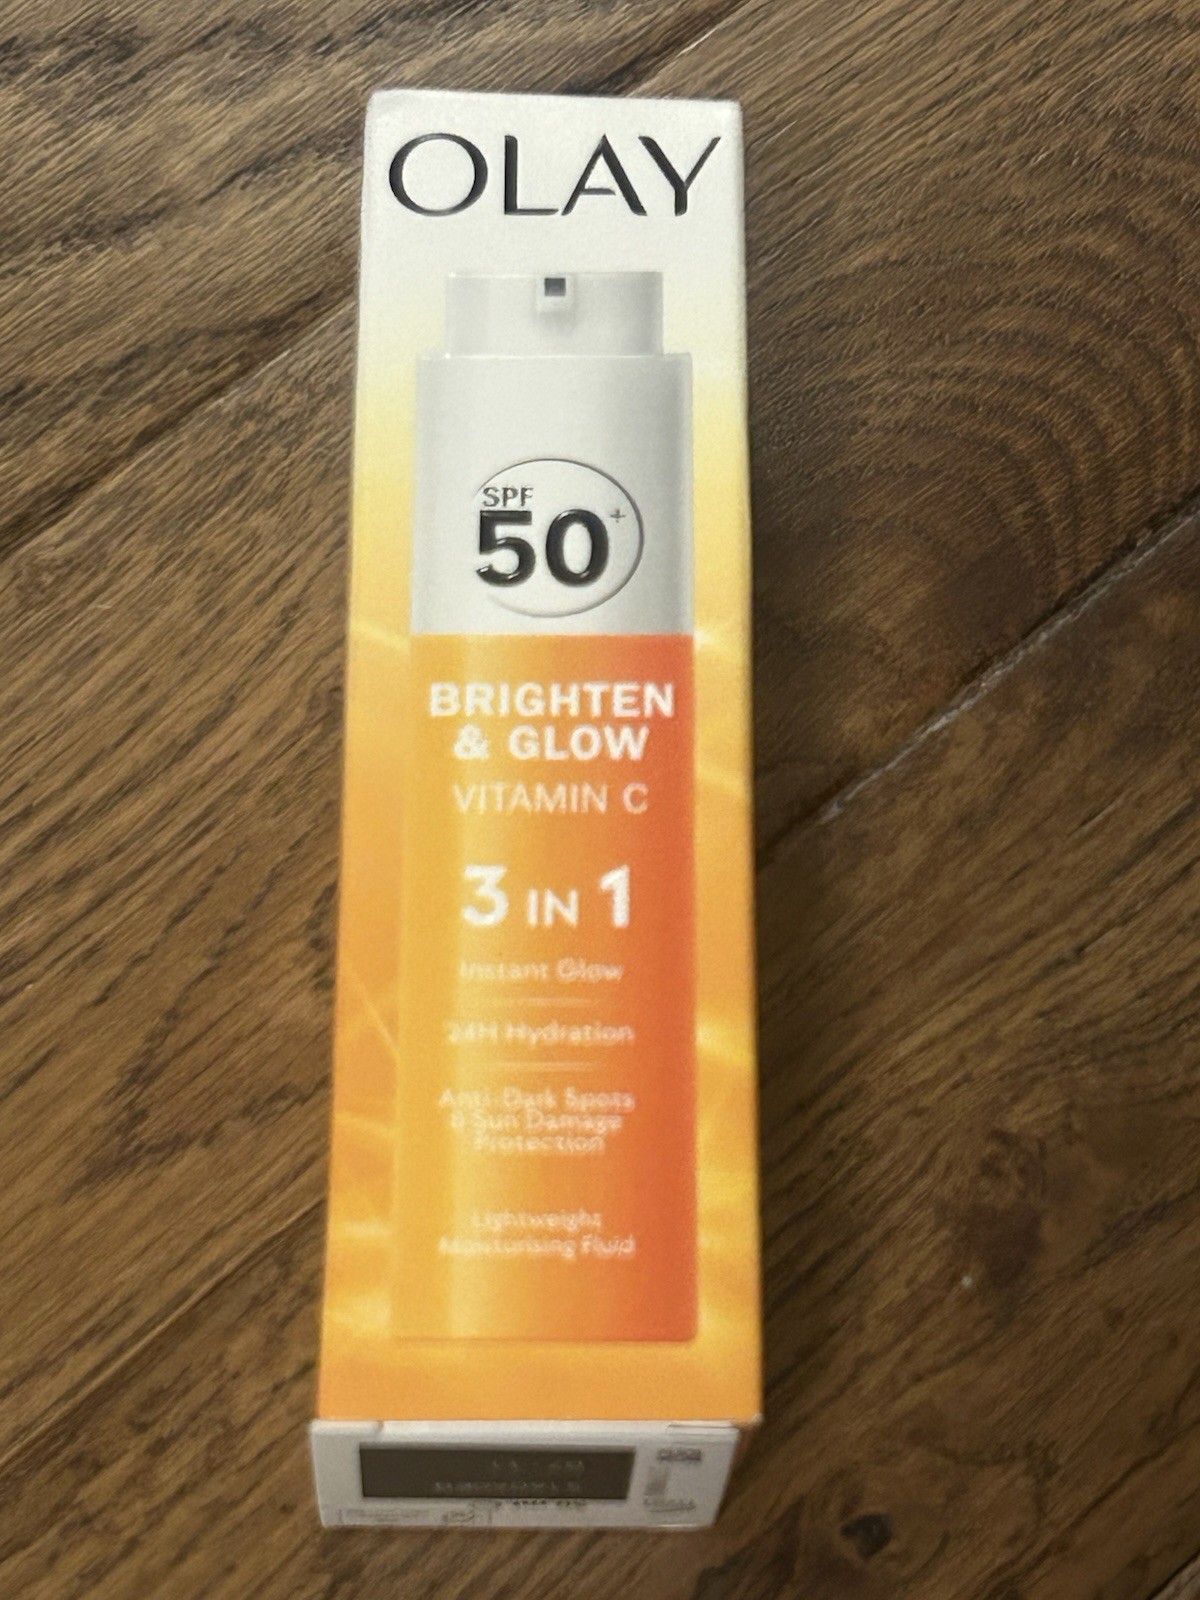 OLAY
SPF
50+
BRIGHTEN
& GLOW
VITAMIN C
3 IN 1
Instant Glow
24H Hydration
Anti-Dark Spots
& Sun Damage
Protection
Lightweight
Moisturising Fluid